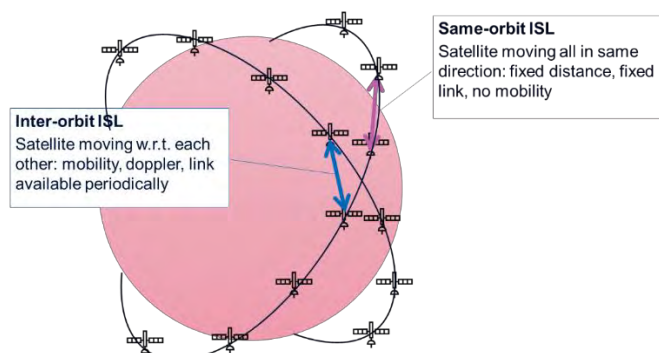 Same-orbit ISL
Satellite moving all in same
direction: fixed distance, fixed
link, no mobility
Inter-orbit ISL
Satellite moving w.r.t. each
other: mobility, doppler, link
available periodically